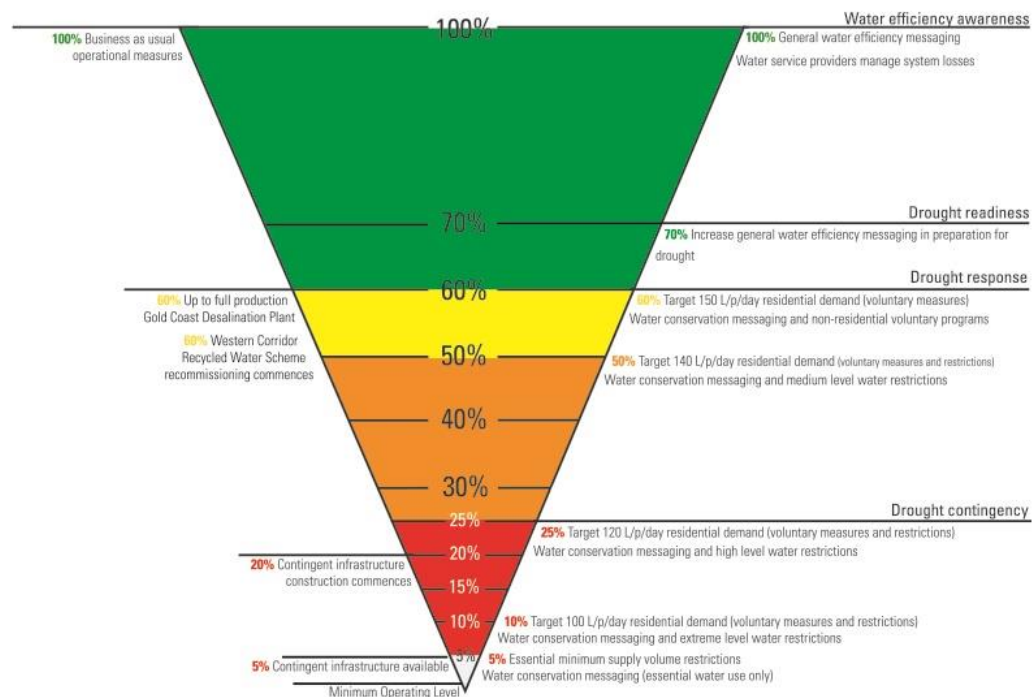 Water efficiency awareness
100%
100% Business as usual
operational measures
100% General water efficiency messaging
Water service providers manage system losses
Drought readiness
70%
70% Increase general water efficiency messaging in preparation for
drought
Drought response
60%
60% Up to full production
Gold Coast Desalination Plant
60% Target 150 L/p/day residential demand (voluntary measures)
Water conservation messaging and non-residential voluntary programs
60% Western Corridor
Recycled Water Scheme
recommissioning commences
50%
50% Target 140 L/p/day residential demand (voluntary measures and restrictions)
Water conservation messaging and medium level water restrictions
40%
30%
Drought contingency
25%
25% Target 120 L/p/day residential demand (voluntary measures and restrictions)
Water conservation messaging and high level water restrictions
20%
20% Contingent infrastructure
construction commences
15%
10%
10% Target 100 L/p/day residential demand (voluntary measures and restrictions)
Water conservation messaging and extreme level water restrictions
5%
5% Contingent infrastructure available
5% Essential minimum supply volume restrictions
Water conservation messaging (essential water use only)
Minimum Operating Level